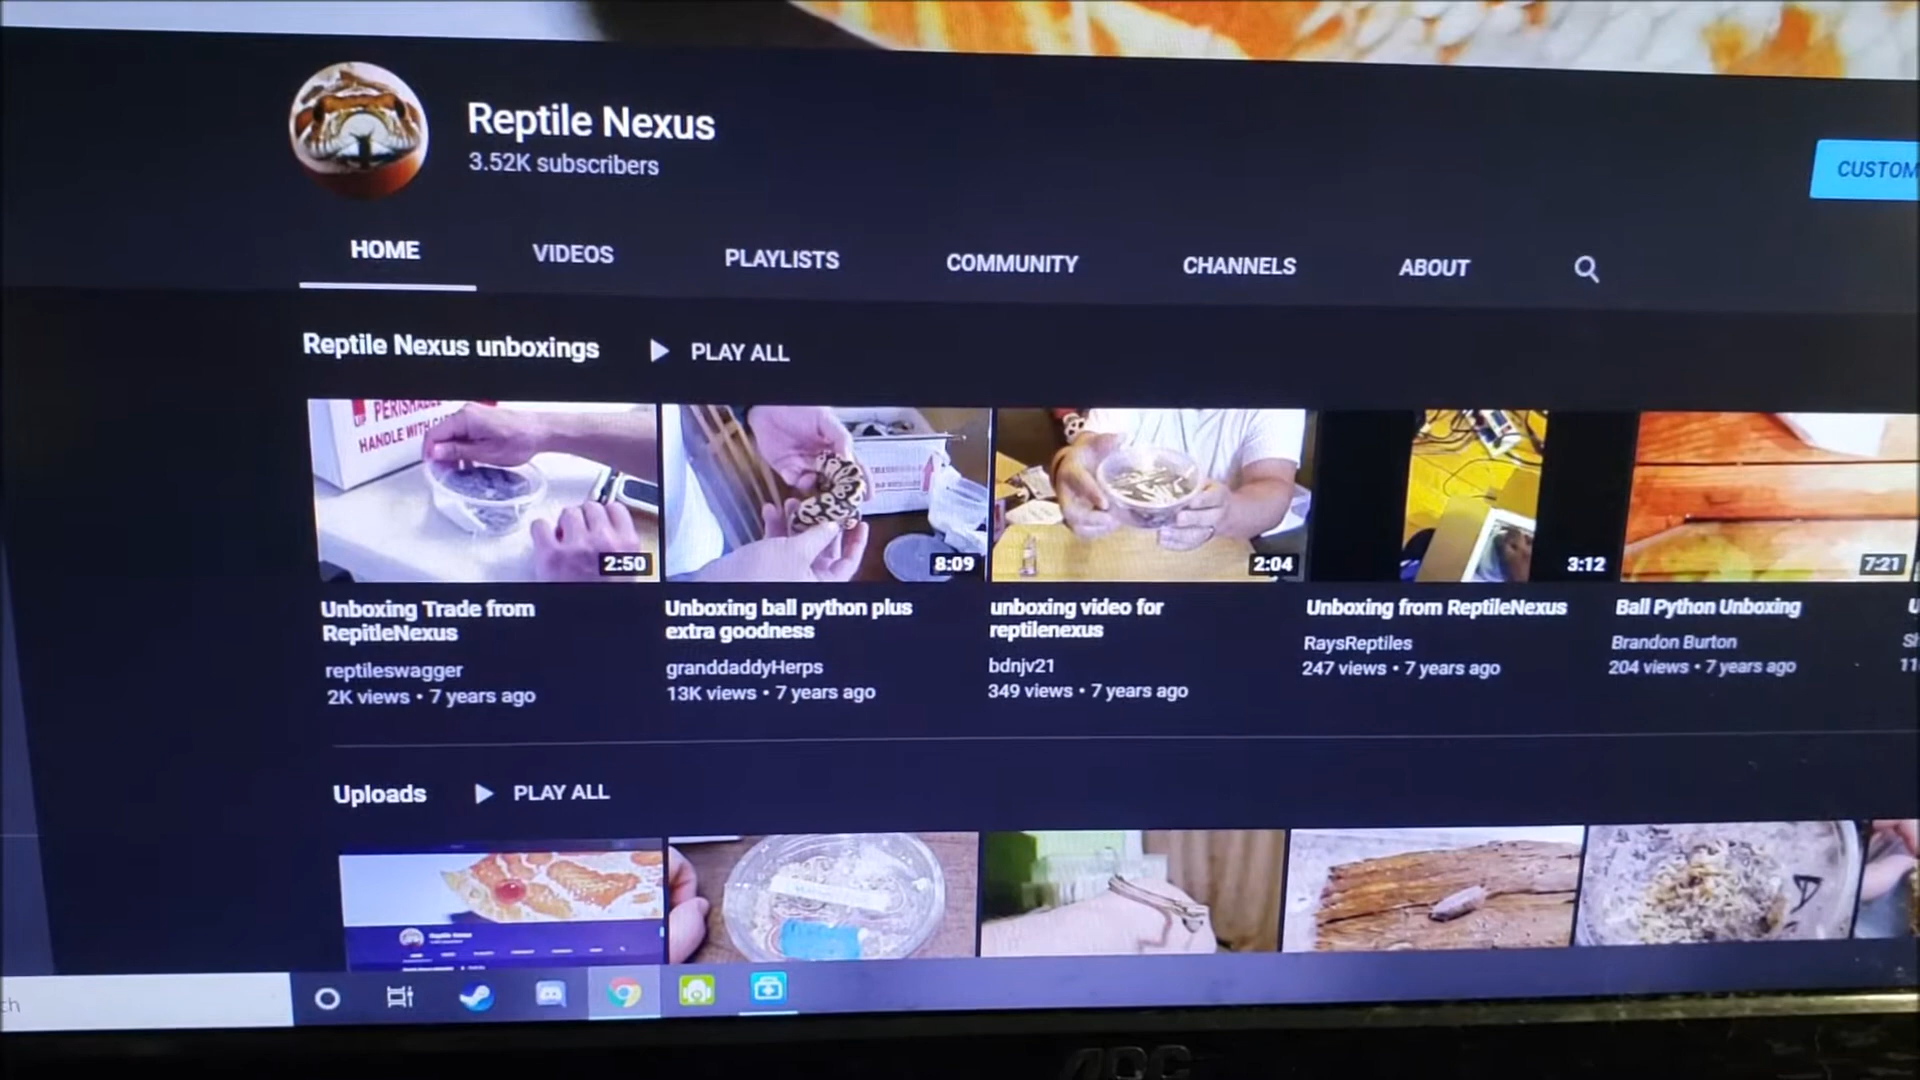 Reptile Nexus
3.52K subscribers
CUSTOM
HOME
VIDEOS
PLAYLISTS
COMMUNITY
CHANNELS
ABOUT
Reptile Nexus unboxings
PLAY ALL
PERISHABLE
HANDLE WITH
2:50
8:09
2:04
3:12
7:21
Unboxing Trade from
RepitleNexus
reptileswagger
2K views • 7 years ago
Unboxing ball python plus
extra goodness
granddaddyHerps
13K views • 7 years ago
unboxing video for
reptilenexus
bdnjv21
349 views • 7 years ago
Unboxing from ReptileNexus
RaysReptiles
247 views • 7 years ago
Ball Python Unboxing
Brandon Burton
204 views • 7 years ago
Uploads
PLAY ALL
Reptile Nexus
A
ch
AOC